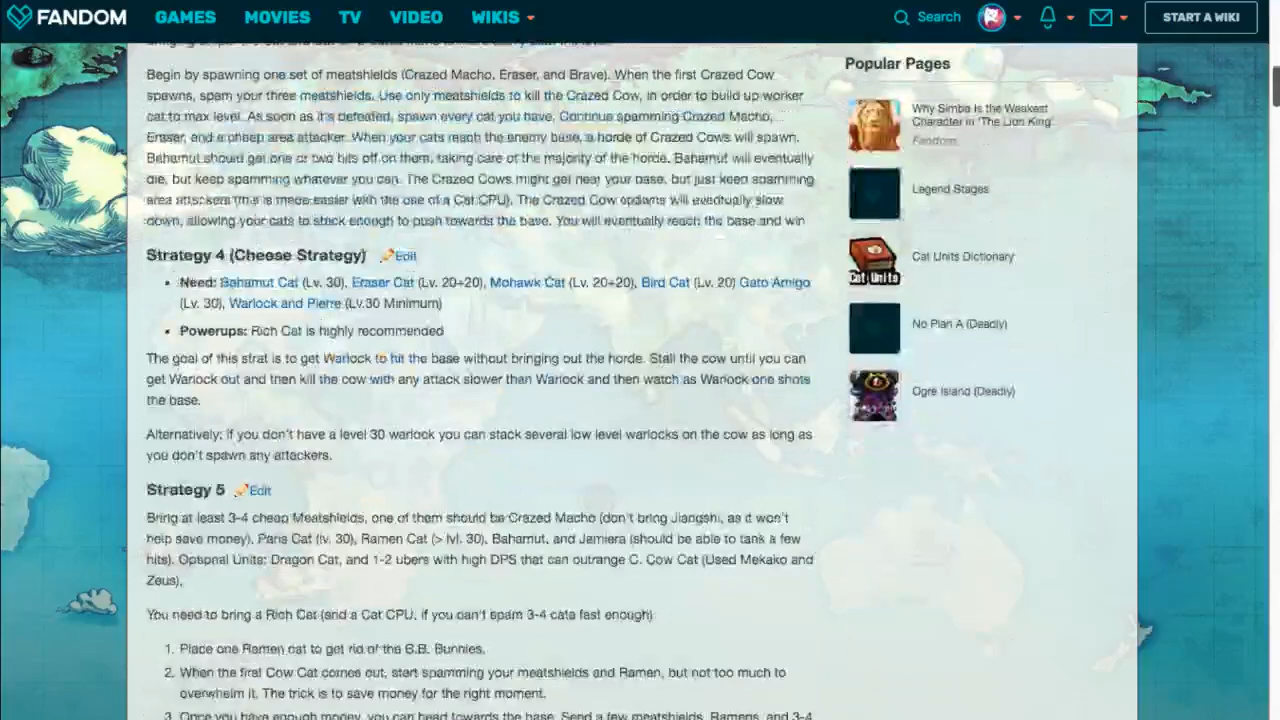 FANDOM GAMES MOVIES TV VIDEO WIKIS Search START A WIKI
Begin by spawning one set of meatshields (Crazed Macho, Eraser, and Brave). When the first Crazed Cow
spawns, spam your three meatshields. Use only meatshields to kill the Crazed Cow, in order to build up worker
cat to max level. As soon as it's defeated, spawn every cat you have. Continue spamming Crazed Macho,
Eraser, and a cheap area attacker. When your cats reach the enemy base, a horde of Crazed Cows will spawn.
Bahamut should get one or two hits off on them, taking care of the majority of the horde. Bahamut will eventually
die, but keep spamming whatever you can. The Crazed Cows might get near your base, but just keep spamming
area attackers (this is made easier with the use of a Cat CPU). The Crazed Cow will eventually slow
down, allowing your cats to stack enough to push towards the base. You will eventually reach the base and win
Strategy 4 (Cheese Strategy) Edit
Need: Bahamut Cat (Lv. 30), Eraser Cat (Lv. 20+20), Mohawk Cat (Lv. 20+20), Bird Cat (Lv. 20) Gato Amigo
(Lv. 30), Warlock and Pierre (Lv.30 Minimum)
Powerups: Rich Cat is highly recommended
The goal of this strat is to get Warlock to hit the base without bringing out the horde. Stall the cow until you can
get Warlock out and then kill the cow with any attack slower than Warlock and then watch as Warlock one shots
the base.
Alternatively; if you don't have a level 30 warlock you can stack several low level warlocks on the cow as long as
you don't spawn any attackers.
Strategy 5 Edit
Bring at least 3-4 cheap Meatshields, one of them should be Crazed Macho (don't bring Jiangshi, as it won't
help save money). Paris Cat (lv. 30), Ramen Cat (> lvl. 30). Bahamut, and Jamiera (should be able to tank a few
hits). Optional Units: Dragon Cat, and 1-2 ubers with high DPS that can outrange C. Cow Cat (Used Mekako and
Zeus),
You need to bring a Rich Cat (and a Cat CPU, if you can't spam 3-4 cats fast enough)
1. Place one Ramen cat to get rid of the B.B. Bunnies.
2. When the first Cow Cat comes out, start spamming your meatshields and Ramen, but not too much to
overwhelm it. The trick is to save money for the right moment.
3. Once you have enough money, you can head towards the base. Send a few meatshields, Ramens, and 3-4
Popular Pages
Why Simba Is the Weakest
Character in 'The Lion King'
Fandom
Legend Stages
Cat Units
Cat Units Dictionary
No Plan A (Deadly)
Ogre Island (Deadly)